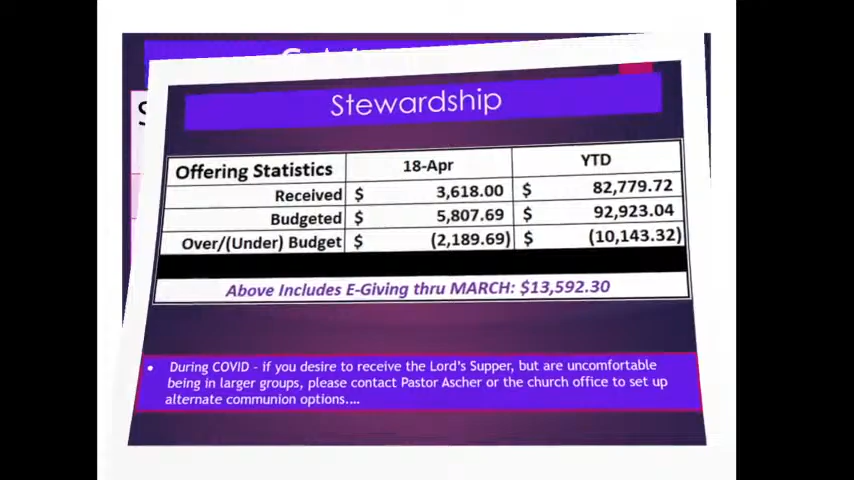 Stewardship
Offering Statistics 18-Apr YTD
Received $ 3,618.00 $ 82,779.72
Budgeted $ 5,807.69 $ 92,923.04
Over/(Under) Budget $ (2,189.69) $ (10,143.32)
Above Includes E-Giving thru MARCH: $13,592.30
• During COVID - if you desire to receive the Lord's Supper, but are uncomfortable
being in larger groups, please contact Pastor Ascher or the church office to set up
alternate communion options....